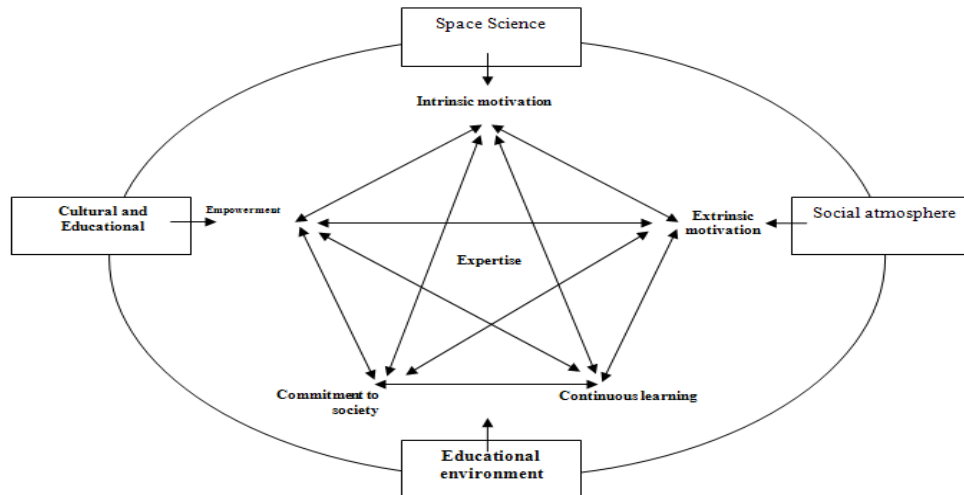 Space Science
Intrinsic motivation
Cultural and
Educational
Empowerment
Extrinsic
motivation
Social atmosphere
Expertise
Commitment to
society
Continuous learning
Educational
environment